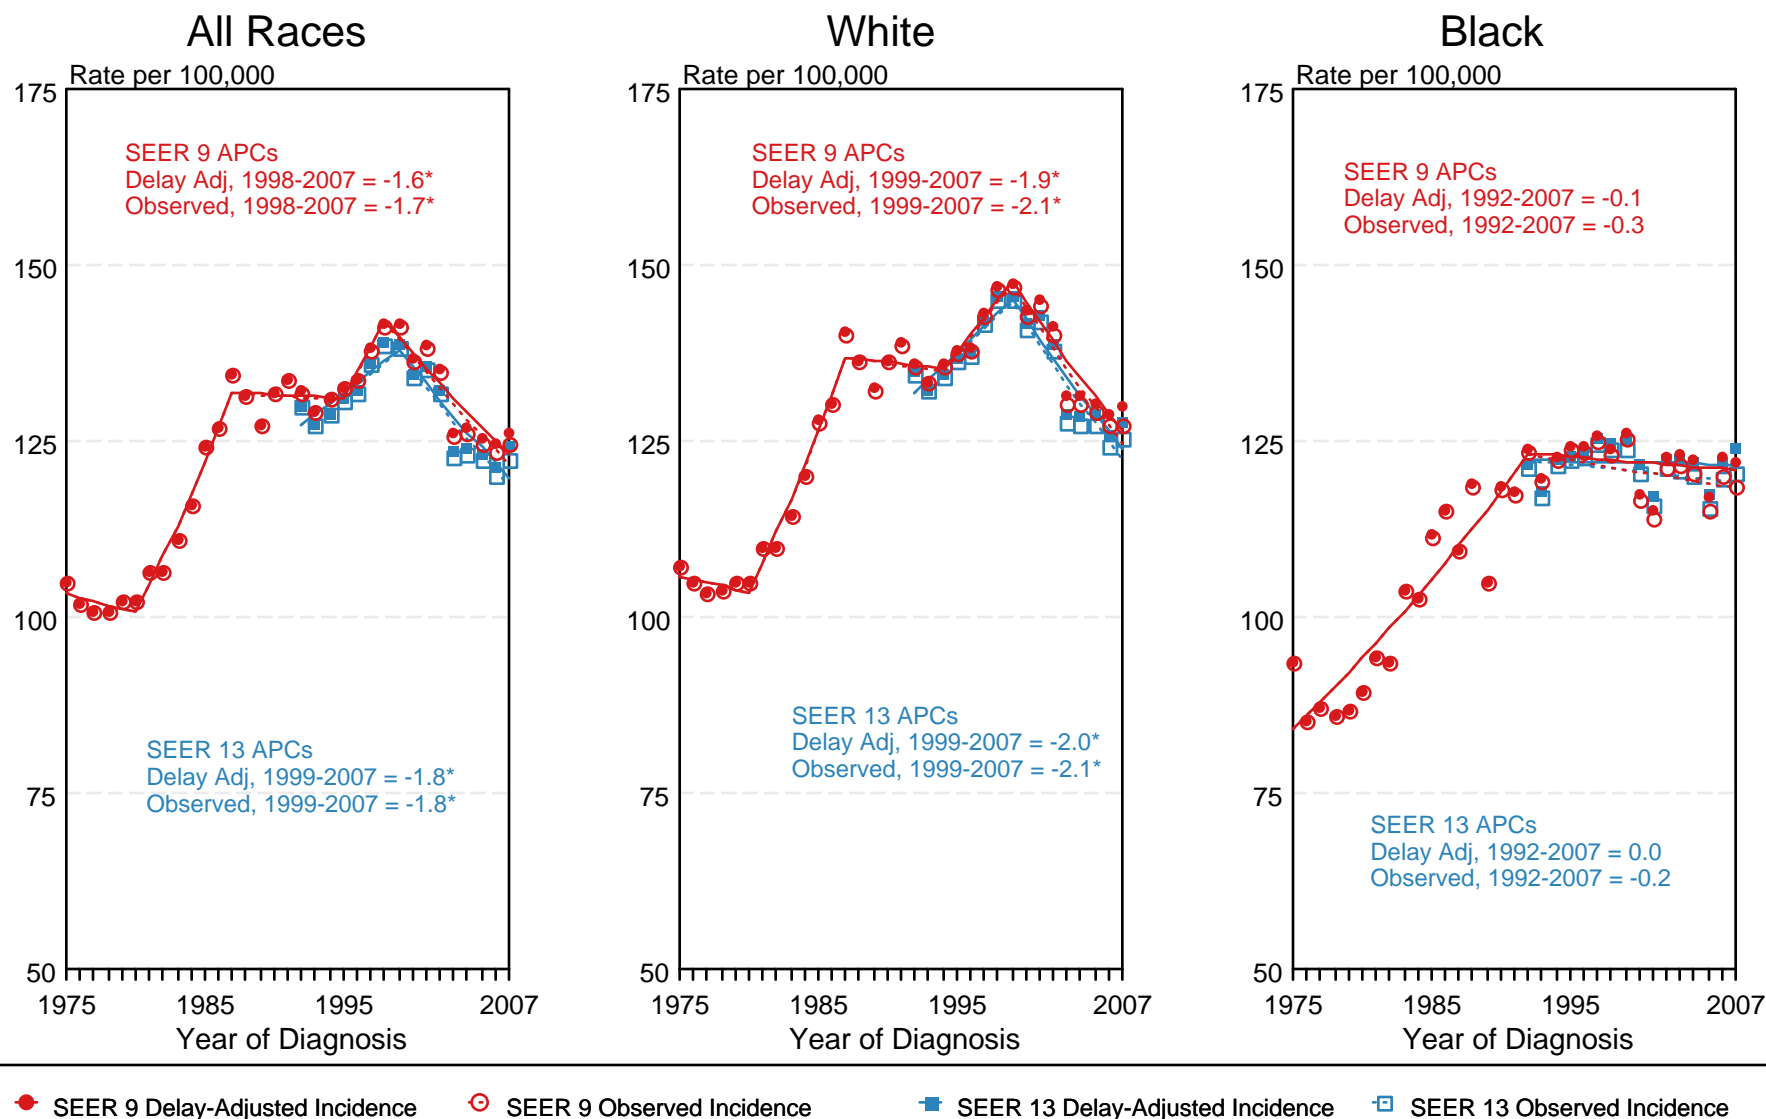 All Races
Rate per 100,000
175
150
125
100
75
50
SEER 9 APCs
Delay Adj, 1998-2007 = -1.6*
Observed, 1998-2007 = -1.7*
SEER 13 APCs
Delay Adj, 1999-2007 = -1.8*
Observed, 1999-2007 = -1.8*
1975 1985 1995 2007
Year of Diagnosis
White
Rate per 100,000
175
150
125
100
75
50
SEER 9 APCs
Delay Adj, 1999-2007 = -1.9*
Observed, 1999-2007 = -2.1*
SEER 13 APCs
Delay Adj, 1999-2007 = -2.0*
Observed, 1999-2007 = -2.1*
1975 1985 1995 2007
Year of Diagnosis
Black
Rate per 100,000
175
150
125
100
75
50
SEER 9 APCs
Delay Adj, 1992-2007 = -0.1
Observed, 1992-2007 = -0.3
SEER 13 APCs
Delay Adj, 1992-2007 = 0.0
Observed, 1992-2007 = -0.2
1975 1985 1995 2007
Year of Diagnosis
SEER 9 Delay-Adjusted Incidence SEER 9 Observed Incidence SEER 13 Delay-Adjusted Incidence SEER 13 Observed Incidence